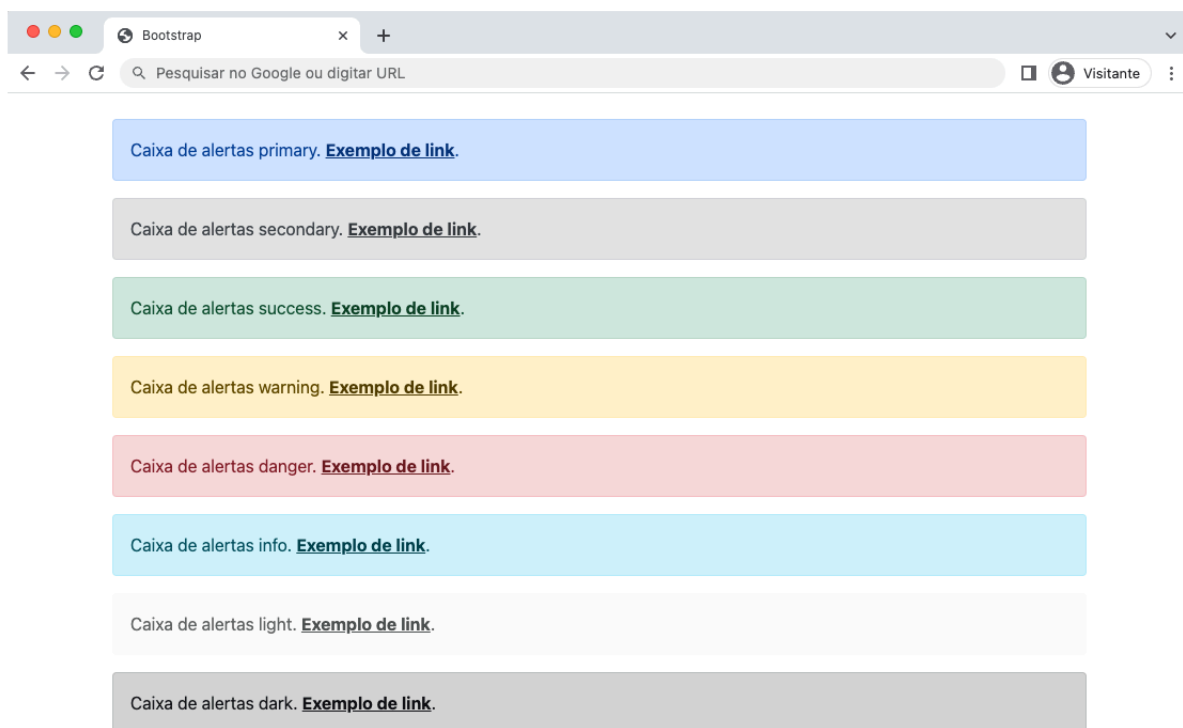 Bootstrap
Pesquisar no Google ou digitar URL
Visitante
Caixa de alertas primary. Exemplo de link.
Caixa de alertas secondary. Exemplo de link.
Caixa de alertas success. Exemplo de link.
Caixa de alertas warning. Exemplo de link.
Caixa de alertas danger. Exemplo de link.
Caixa de alertas info. Exemplo de link.
Caixa de alertas light. Exemplo de link.
Caixa de alertas dark. Exemplo de link.